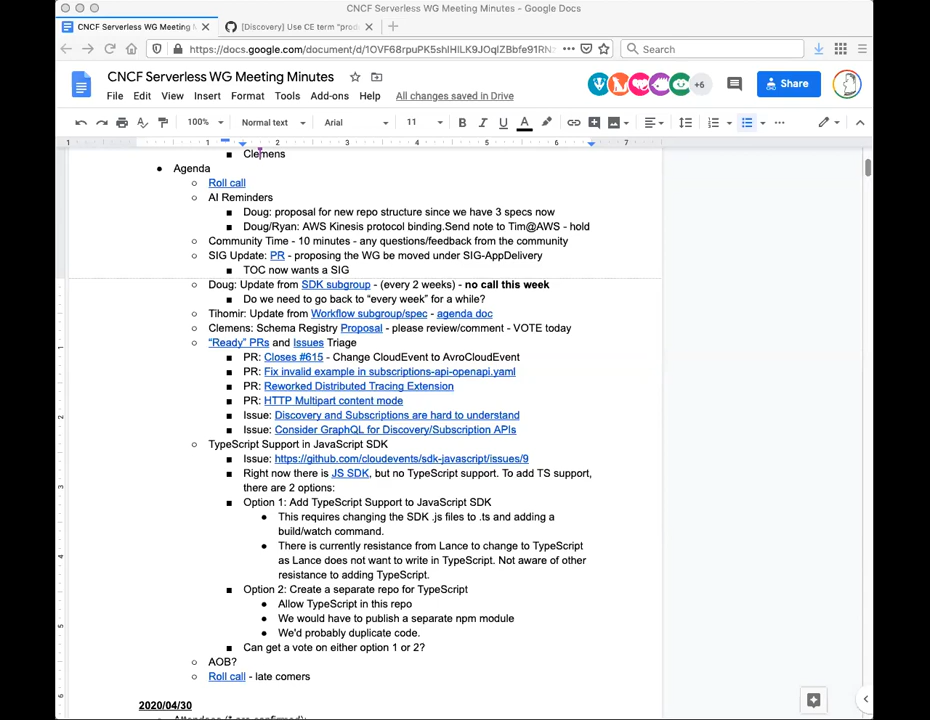 CNCF Serverless WG Meeting Minutes - Google Docs
CNCF Serverless WG Meeting M
[Discovery] Use CE term "prod
https://docs.google.com/document/d/
Search
CNCF Serverless WG Meeting Minutes
File Edit View Insert Format Tools Add-ons Help All changes saved in Drive
+6
Share
100% Normal text Arial 11
1 1 2 3 4 5 6 7
Clemens
Agenda
Roll call
AI Reminders
Doug: proposal for new repo structure since we have 3 specs now
Doug/Ryan: AWS Kinesis protocol binding.Send note to Tim@AWS - hold
Community Time - 10 minutes - any questions/feedback from the community
SIG Update: PR - proposing the WG be moved under SIG-AppDelivery
TOC now wants a SIG
Doug: Update from SDK subgroup - (every 2 weeks) - no call this week
Do we need to go back to "every week" for a while?
Tihomir: Update from Workflow subgroup/spec - agenda doc
Clemens: Schema Registry Proposal - please review/comment - VOTE today
"Ready" PRs and Issues Triage
PR: Closes #615 - Change CloudEvent to AvroCloudEvent
PR: Fix invalid example in subscriptions-api-openapi.yaml
PR: Reworked Distributed Tracing Extension
PR: HTTP Multipart content mode
Issue: Discovery and Subscriptions are hard to understand
Issue: Consider GraphQL for Discovery/Subscription APIs
TypeScript Support in JavaScript SDK
Issue: https://github.com/cloudevents/sdk-javascript/issues/9
Right now there is JS SDK, but no TypeScript support. To add TS support,
there are 2 options:
Option 1: Add TypeScript Support to JavaScript SDK
This requires changing the SDK .js files to .ts and adding a
build/watch command.
There is currently resistance from Lance to change to TypeScript
as Lance does not want to write in TypeScript. Not aware of other
resistance to adding TypeScript.
Option 2: Create a separate repo for TypeScript
Allow TypeScript in this repo
We would have to publish a separate npm module
We'd probably duplicate code.
Can get a vote on either option 1 or 2?
AOB?
Roll call - late comers
2020/04/30
Attendees (* are confirmed):